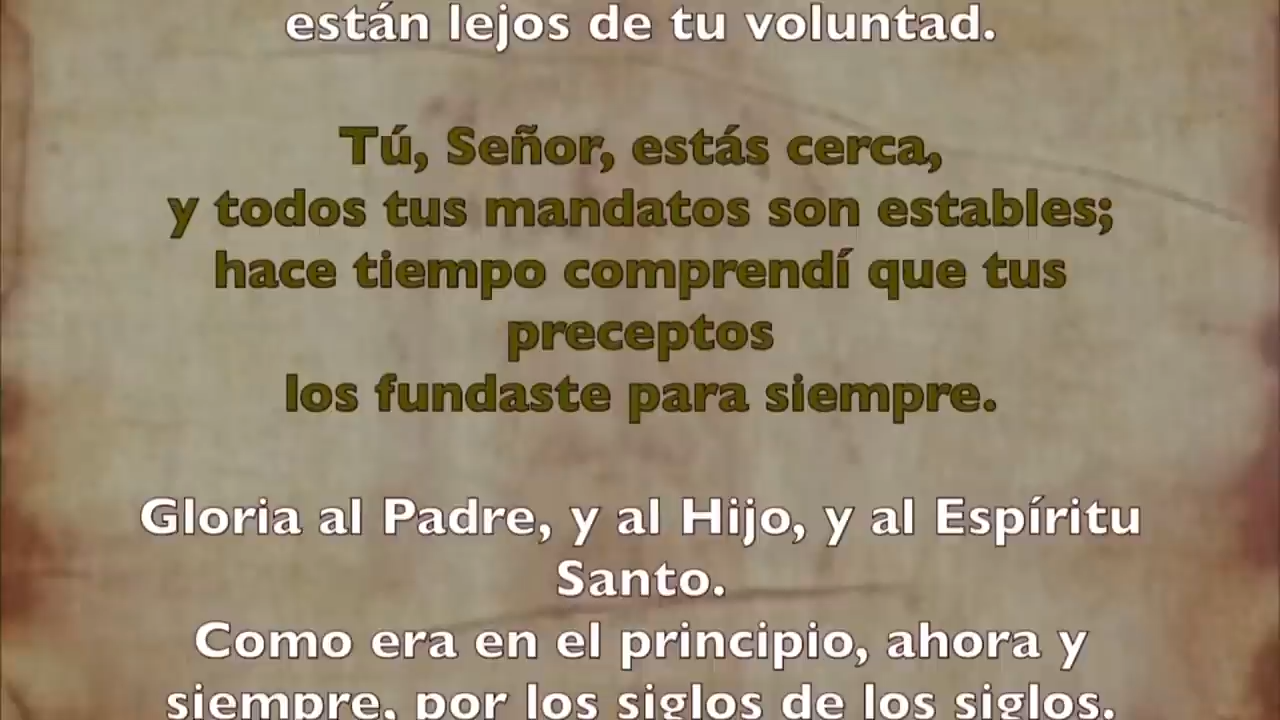 están lejos de tu voluntad.
Tú, Señor, estás cerca,
y todos tus mandatos son estables;
hace tiempo comprendí que tus
preceptos
los fundaste para siempre.
Gloria al Padre, y al Hijo, y al Espíritu
Santo.
Como era en el principio, ahora y
siempre, por los siglos de los siglos.